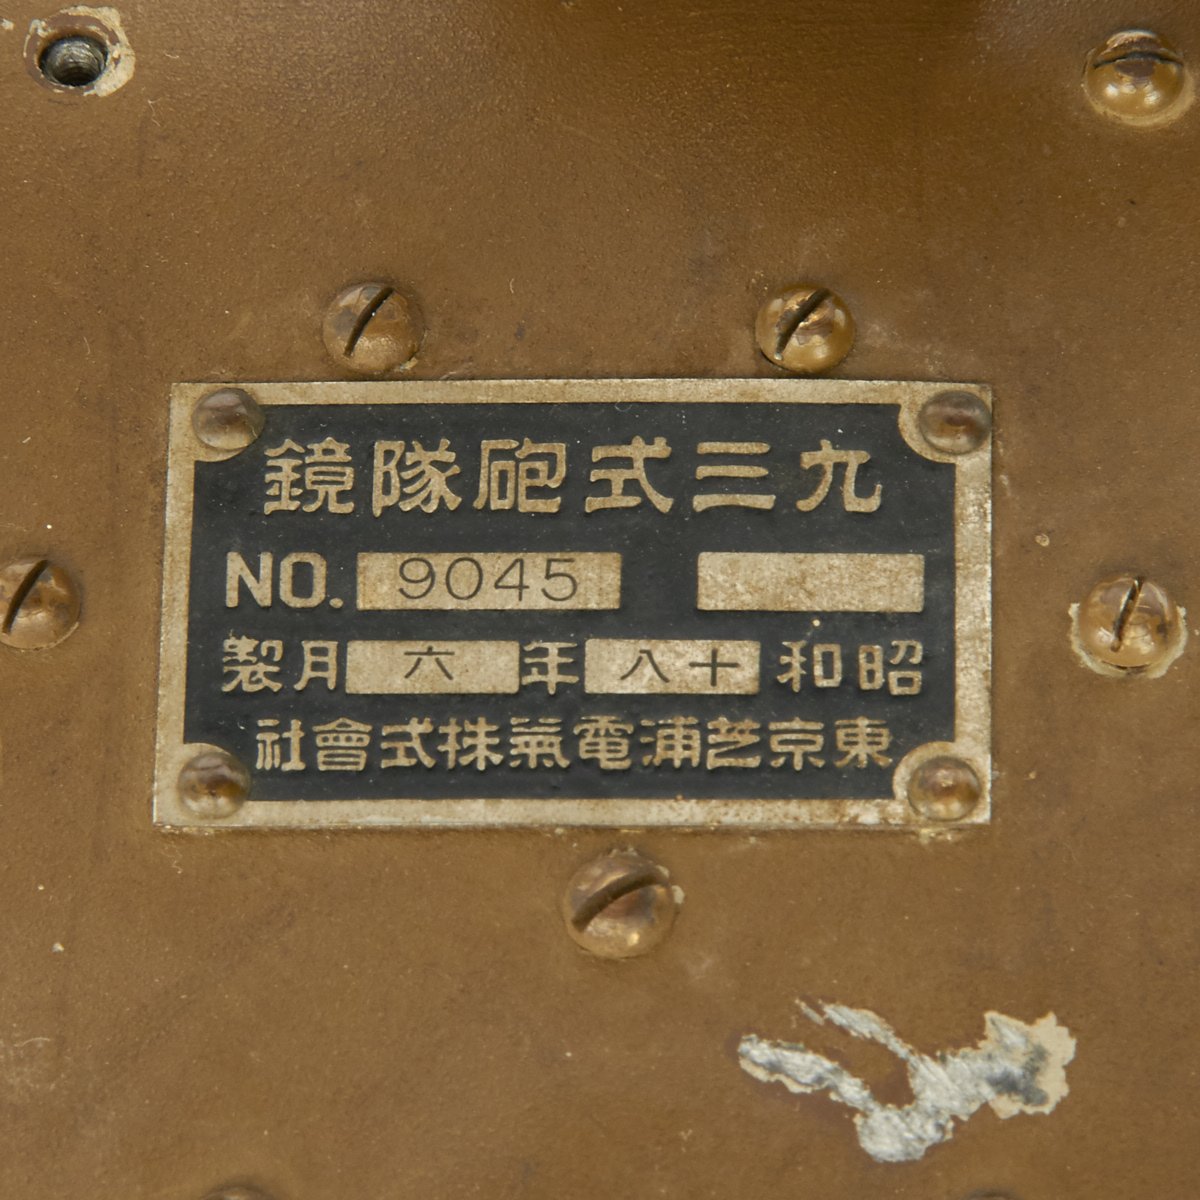 九三式砲隊鏡
NO. 9045
昭和十八年六月製
東京芝浦電氣株式會社